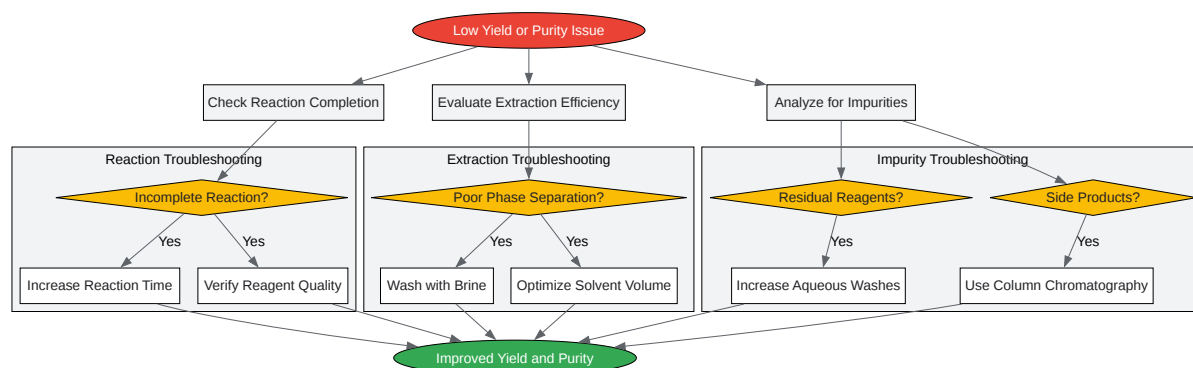 Low Yield or Purity Issue
Check Reaction Completion
Evaluate Extraction Efficiency
Analyze for Impurities
Reaction Troubleshooting
Extraction Troubleshooting
Impurity Troubleshooting
Incomplete Reaction?
Poor Phase Separation?
Residual Reagents?
Side Products?
Yes
Yes
Yes
Yes
Yes
Yes
Increase Reaction Time
Verify Reagent Quality
Wash with Brine
Optimize Solvent Volume
Increase Aqueous Washes
Use Column Chromatography
Improved Yield and Purity